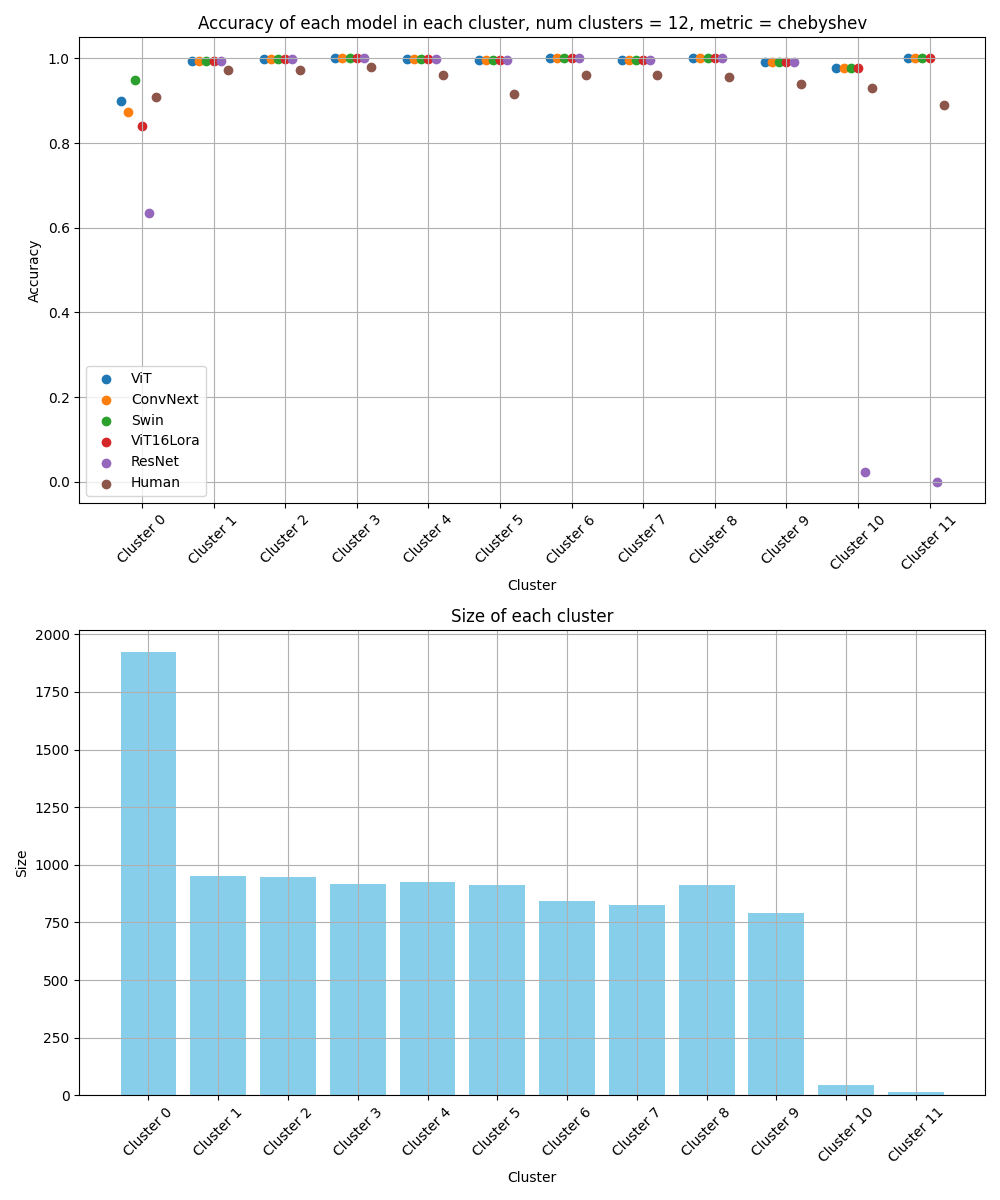 Accuracy of each model in each cluster, num clusters = 12, metric = chebyshev
1.0
0.8
0.6
0.4
0.2
0.0
Accuracy
ViT
ConvNext
Swin
ViT16Lora
ResNet
Human
Cluster 0
Cluster 1
Cluster 2
Cluster 3
Cluster 4
Cluster 5
Cluster 6
Cluster 7
Cluster 8
Cluster 9
Cluster 10
Cluster 11
Cluster
Size of each cluster
2000
1750
1500
1250
1000
750
500
250
0
Size
Cluster 0
Cluster 1
Cluster 2
Cluster 3
Cluster 4
Cluster 5
Cluster 6
Cluster 7
Cluster 8
Cluster 9
Cluster 10
Cluster 11
Cluster